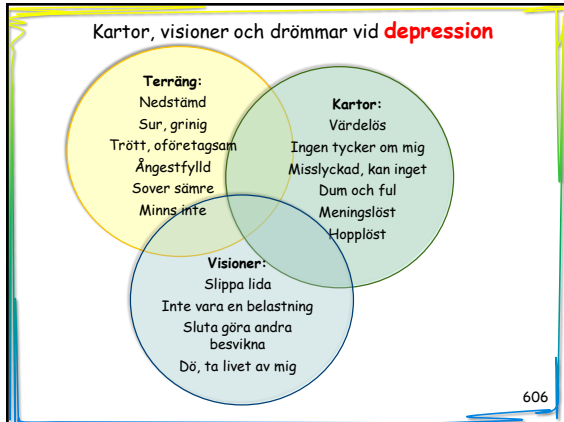 Kartor, visioner och drömmar vid depression
Terräng:
Nedstämd
Sur, grinig
Trött, oföretagsam
Ångestfylld
Sover sämre
Minns inte
Kartor:
Värdelös
Ingen tycker om mig
Misslyckad, kan inget
Dum och ful
Meningslöst
Hopplöst
Visioner:
Slippa lida
Inte vara en belastning
Sluta göra andra
besvikna
Dö, ta livet av mig
606